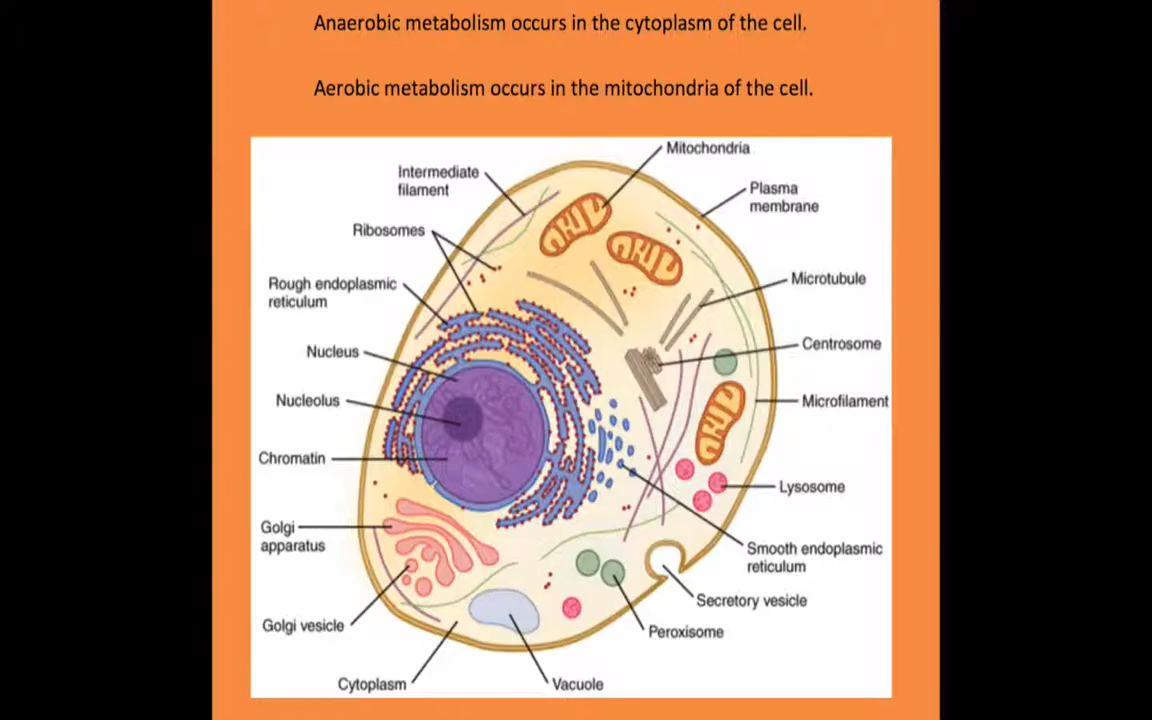 Anaerobic metabolism occurs in the cytoplasm of the cell.
Aerobic metabolism occurs in the mitochondria of the cell.
Mitochondria
Intermediate
filament
Plasma
membrane
Ribosomes
Rough endoplasmic
reticulum
Microtubule
Nucleus
Centrosome
Nucleolus
Microfilament
Chromatin
Lysosome
Golgi
apparatus
Smooth endoplasmic
reticulum
Secretory vesicle
Golgi vesicle
Peroxisome
Cytoplasm
Vacuole